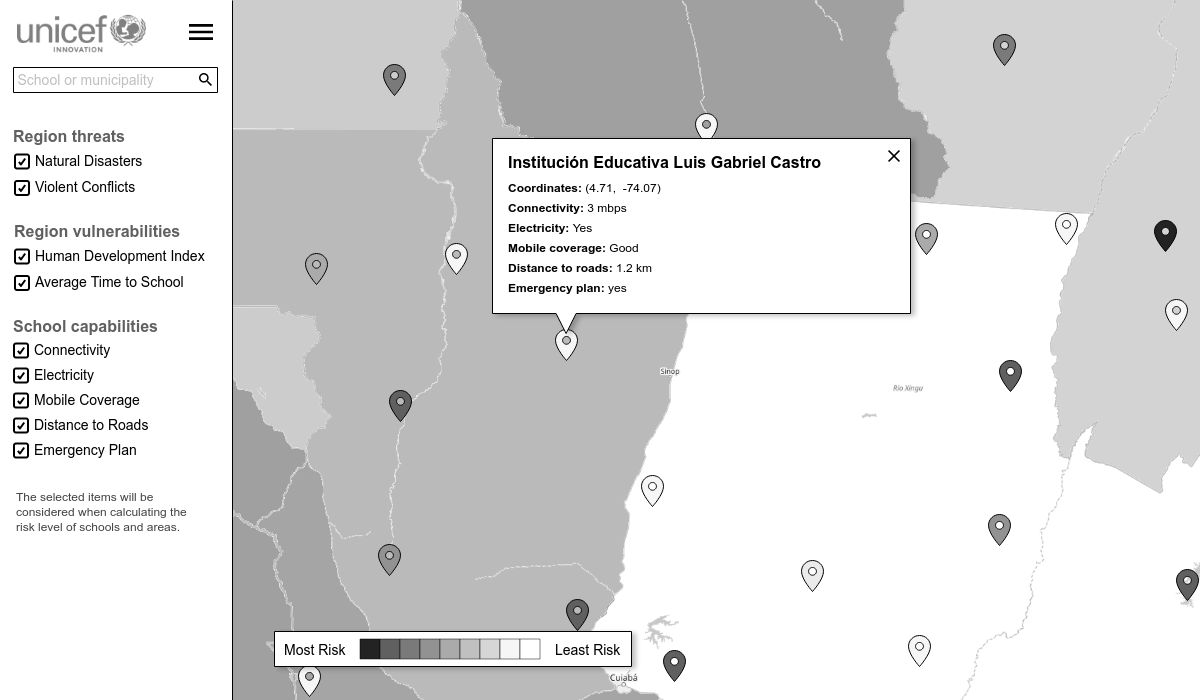 unicef
INNOVATION
School or municipality
Region threats
Natural Disasters
Violent Conflicts
Region vulnerabilities
Human Development Index
Average Time to School
School capabilities
Connectivity
Electricity
Mobile Coverage
Distance to Roads
Emergency Plan
The selected items will be
considered when calculating the
risk level of schools and areas.
Institución Educativa Luis Gabriel Castro
Coordinates: (4.71, -74.07)
Connectivity: 3 mbps
Electricity: Yes
Mobile coverage: Good
Distance to roads: 1.2 km
Emergency plan: yes
Sinop
Rio Xingu
Most Risk
Least Risk
Cuiabá